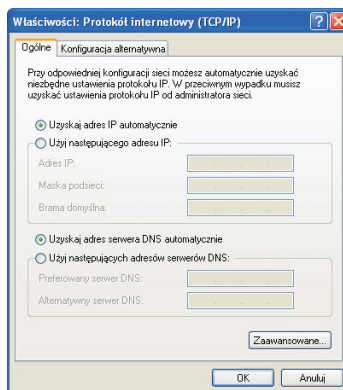 Właściwości: Protokół internetowy (TCP/IP)
Ogólne
Konfiguracja alternatywna
Przy odpowiedniej konfiguracji sieci możesz automatycznie uzyskać
niezbędne ustawienia protokołu IP. W przeciwnym wypadku musisz
uzyskać ustawienia protokołu IP od administratora sieci.
Uzyskaj adres IP automatycznie
Użyj następującego adresu IP:
Adres IP:
Maska podsieci:
Brama domyślna:
Uzyskaj adres serwera DNS automatycznie
Użyj następujących adresów serwerów DNS:
Preferowany serwer DNS:
Alternatywny serwer DNS:
Zaawansowane...
OK
Anuluj